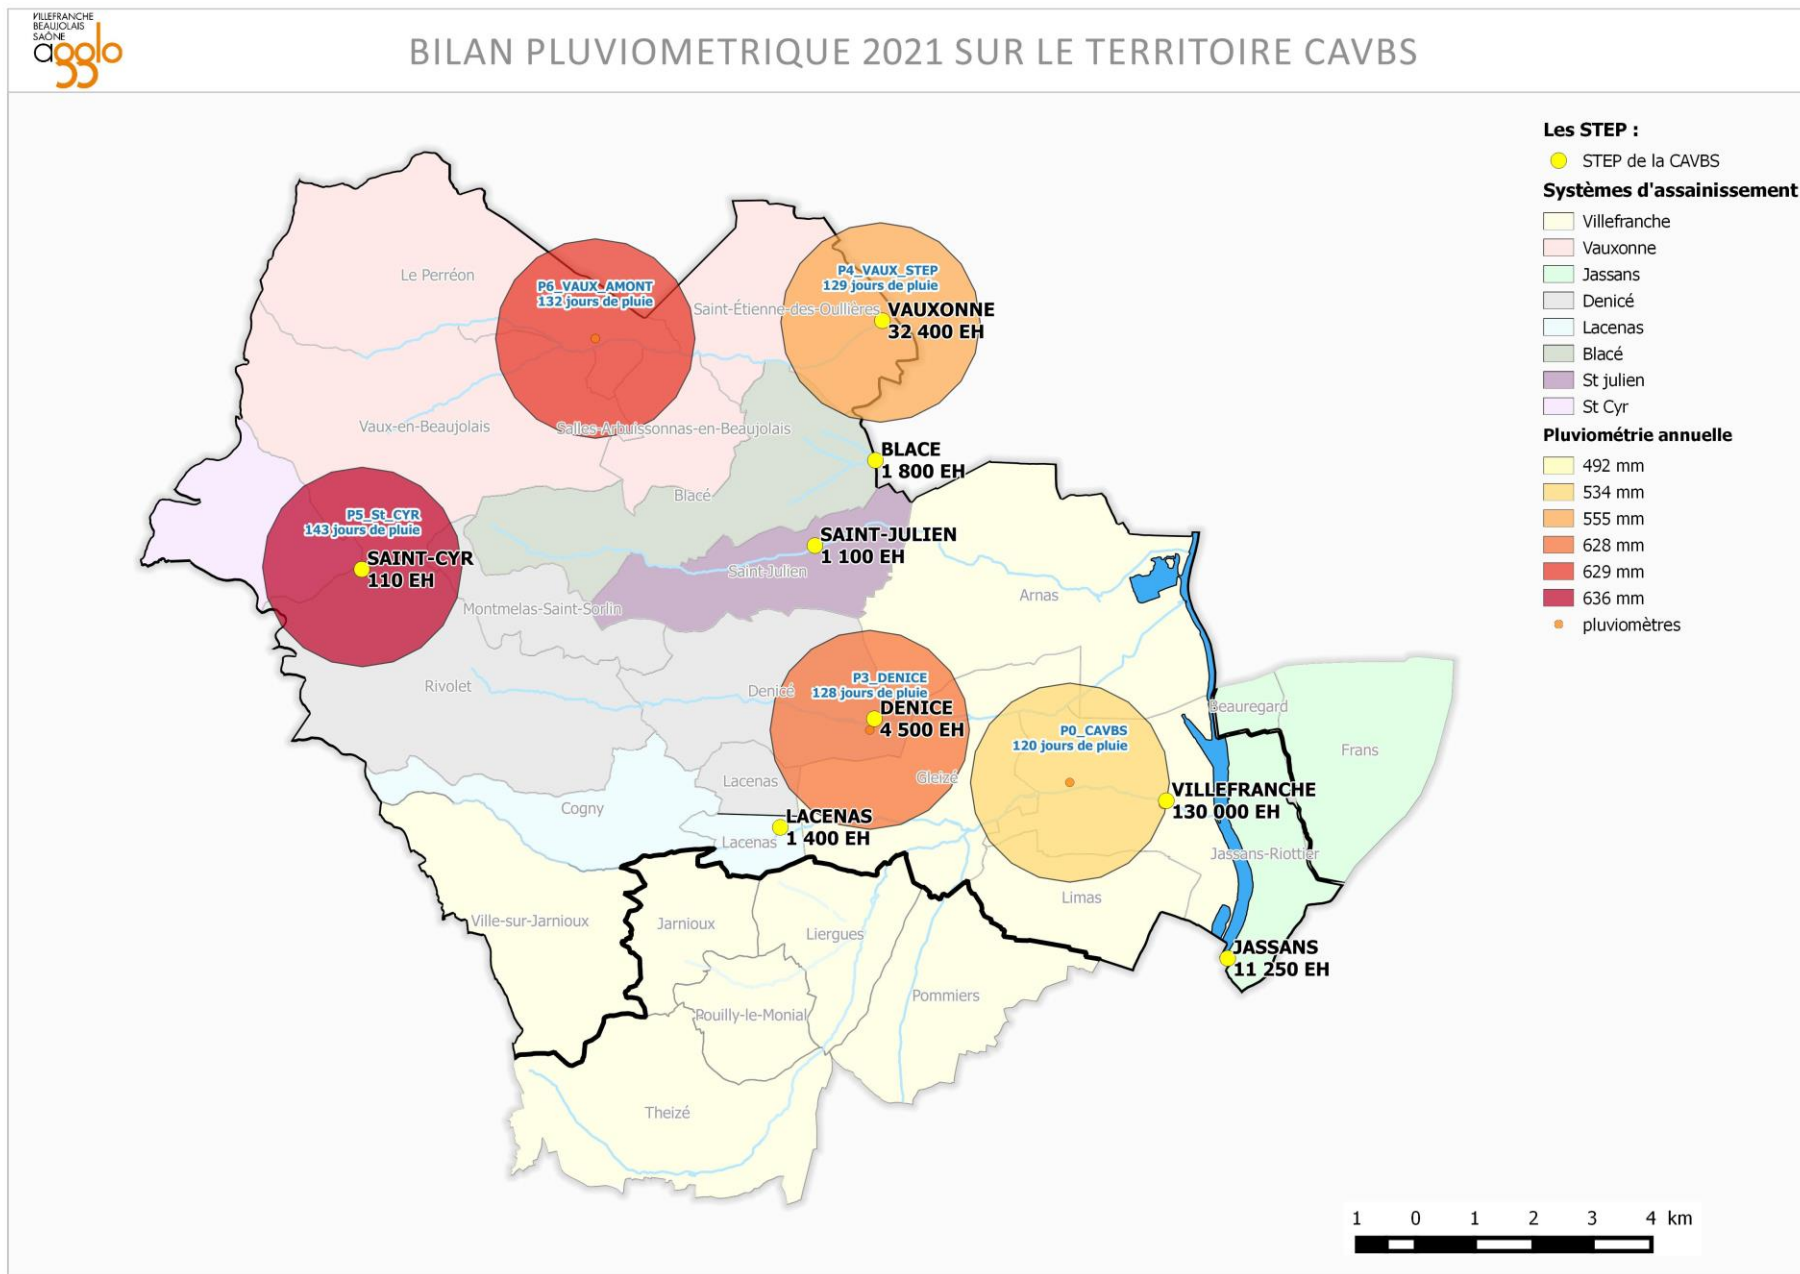 VILLEFRANCHE
BEAUJOLAIS
SAÔNE
agglo
BILAN PLUVIOMETRIQUE 2021 SUR LE TERRITOIRE CAVBS
Les STEP :
STEP de la CAVBS
Systèmes d'assainissement
Villefranche
Vauxonne
Jassans
Denicé
Lacenas
Blacé
St julien
St Cyr
Pluviométrie annuelle
492 mm
534 mm
555 mm
628 mm
629 mm
636 mm
pluviomètres
Le Perréon
P6_VAUX_AMONT
132 jours de pluie
P4_VAUX_STEP
129 jours de pluie
Saint-Étienne-des-Oullières
VAUXONNE
32 400 EH
Vaux-en-Beaujolais
Salles-Arbuissonnas-en-Beaujolais
BLACE
1 800 EH
Blacé
P5_St_CYR
143 jours de pluie
SAINT-CYR
110 EH
SAINT-JULIEN
1 100 EH
Saint-Julien
Montmelas-Saint-Sorlin
Arnas
Rivolet
Denicé
P3_DENICE
128 jours de pluie
DENICE
4 500 EH
P0_CAVBS
120 jours de pluie
Beauregard
Frans
Gleizé
Lacenas
Cogny
VILLEFRANCHE
130 000 EH
LACENAS
1 400 EH
Lacenas
Jassans-Riottier
Limas
Ville-sur-Jarnioux
Jarnioux
Liergues
JASSANS
11 250 EH
Pommiers
Pouilly-le-Monial
Theizé
1 0 1 2 3 4 km